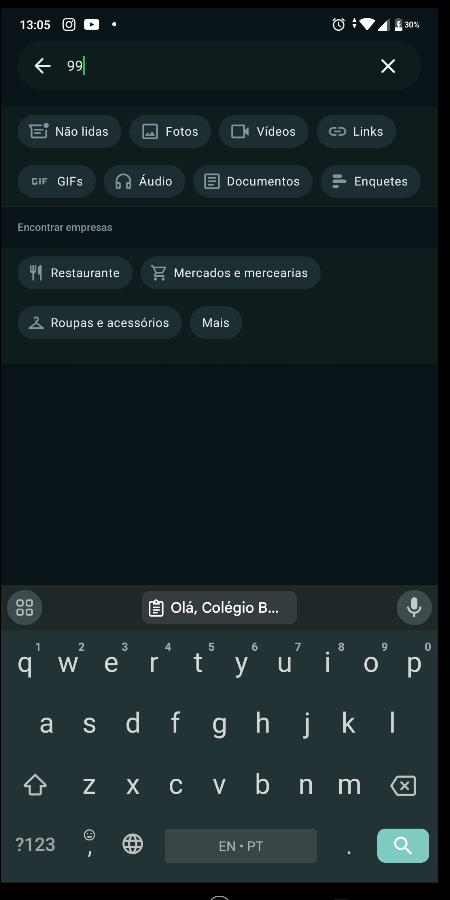 13:05 30%
99
Não lidas Fotos Vídeos Links
GIF GIFs Áudio Documentos Enquetes
Encontrar empresas
Restaurante Mercados e mercearias
Roupas e acessórios Mais
Olá, Colégio B...
1 2 3 4 5 6 7 8 9 0
q w e r t y u i o p
a s d f g h j k l
z x c v b n m
?123 , EN • PT .